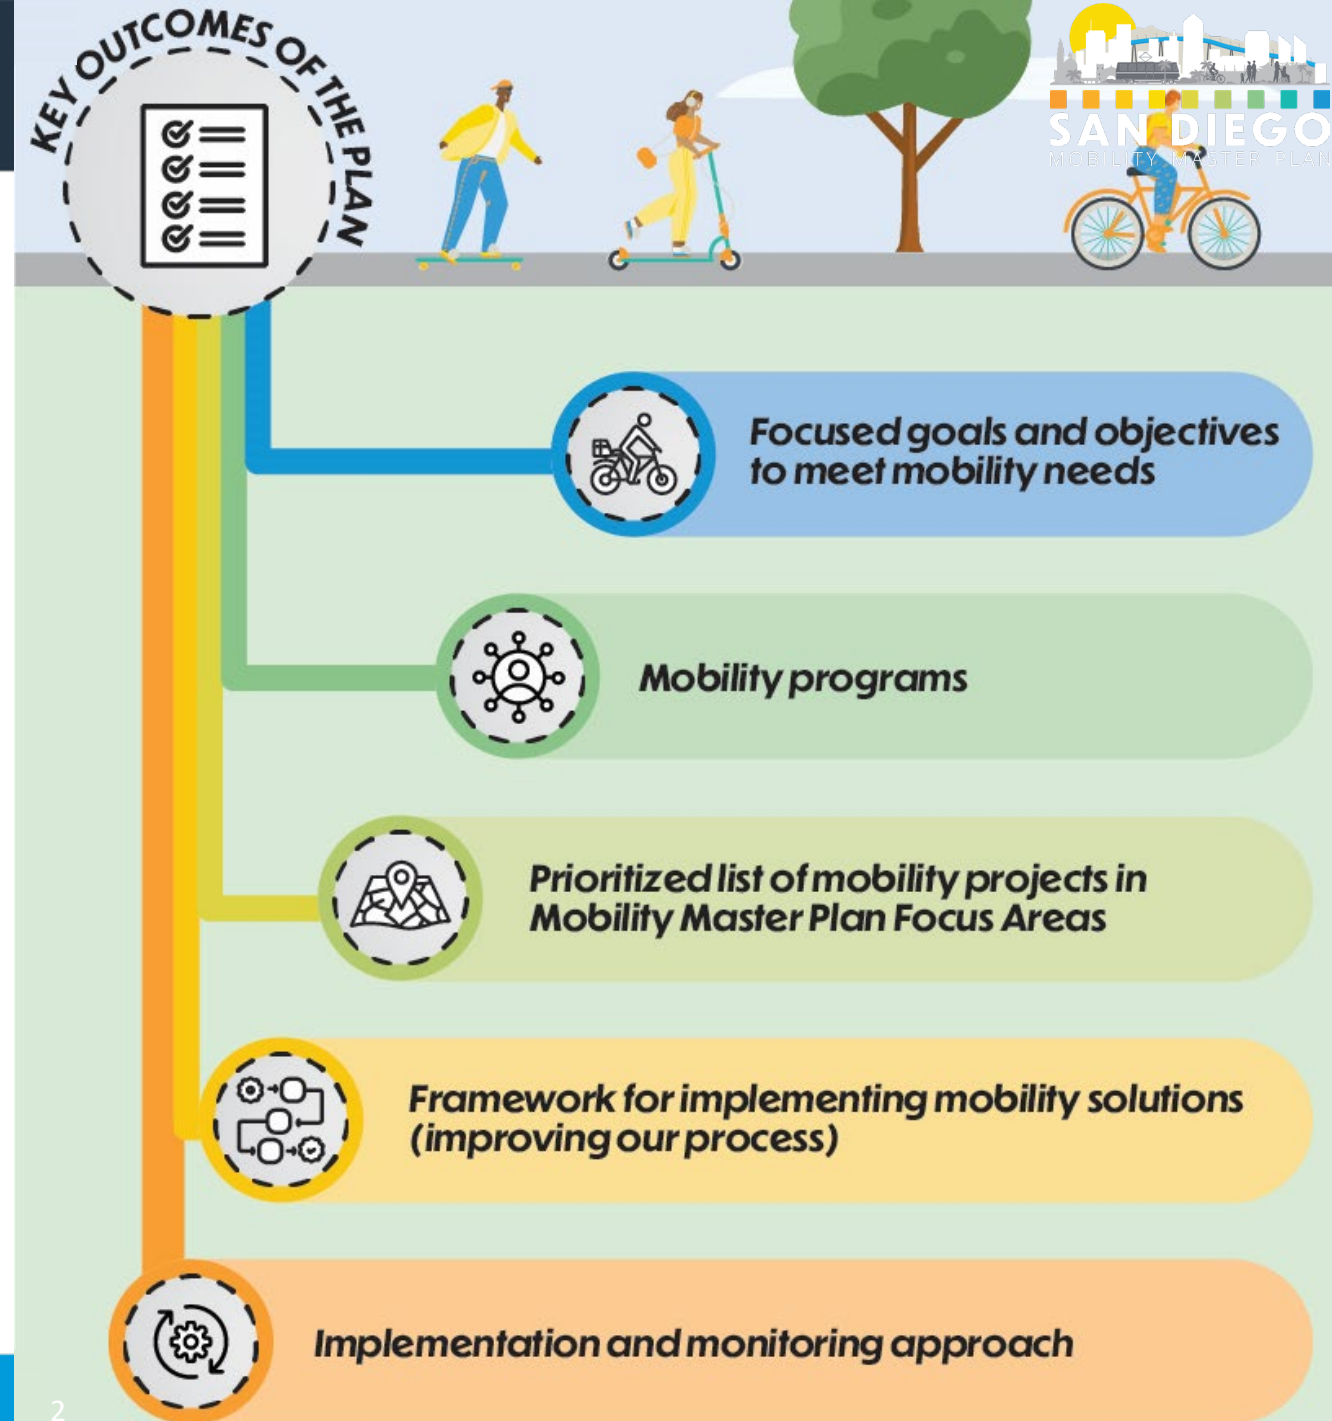 KEY OUTCOMES OF THE PLAN
SAN DIEGO
MOBILITY MASTER PLAN
Focused goals and objectives
to meet mobility needs
Mobility programs
Prioritized list of mobility projects in
Mobility Master Plan Focus Areas
Framework for implementing mobility solutions
(improving our process)
Implementation and monitoring approach
2